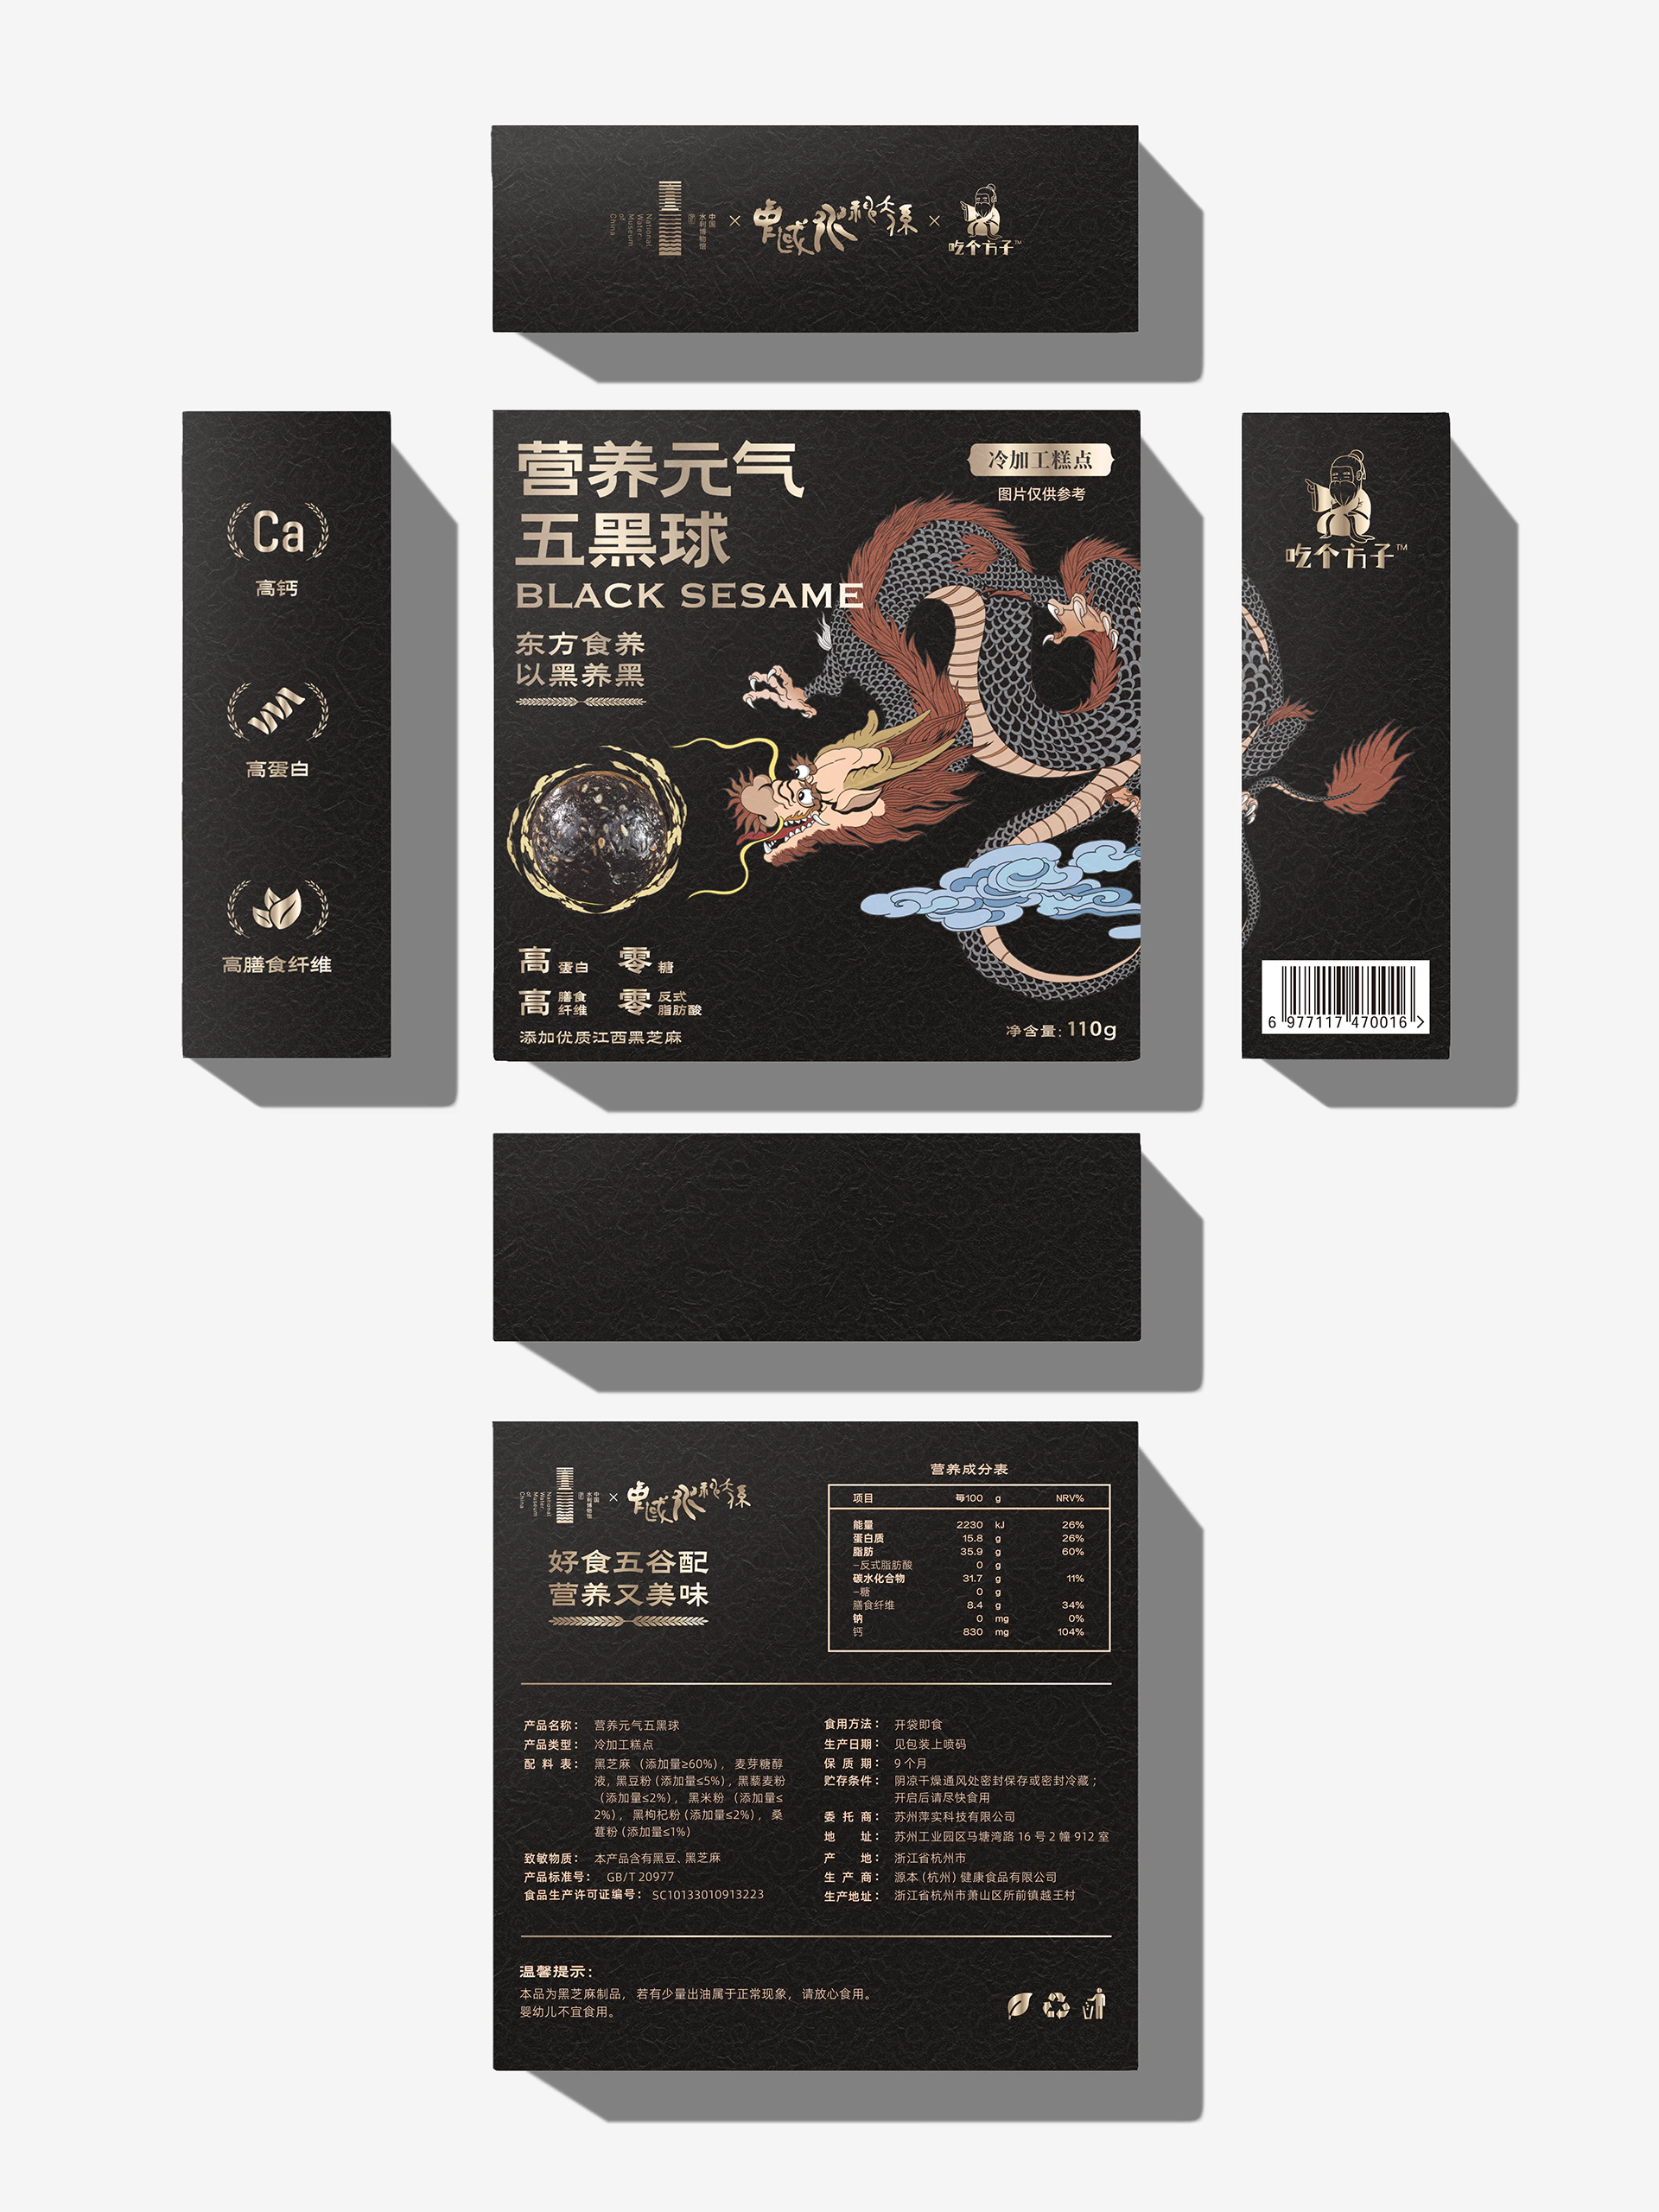 中国
水利博物馆
National
Water
Museum
of
China
×
×
吃个方子™
Ca
高钙
高蛋白
高膳食纤维
营养元气
五黑球
BLACK SESAME
东方食养
以黑养黑
冷加工糕点
图片仅供参考
高 蛋白 零 糖
高 膳食纤维 零 反式脂肪酸
添加优质江西黑芝麻
净含量: 110g
吃个方子™
6 977117 470016 >
中国
水利博物馆
National
Water
Museum
of
China
×
好食五谷配
营养又美味
营养成分表
项目 每100 g NRV%
能量 2230 kJ 26%
蛋白质 15.8 g 26%
脂肪 35.9 g 60%
–反式脂肪酸 0 g
碳水化合物 31.7 g 11%
–糖 0 g
膳食纤维 8.4 g 34%
钠 0 mg 0%
钙 830 mg 104%
产品名称: 营养元气五黑球
产品类型: 冷加工糕点
配料表: 黑芝麻 (添加量≥60%), 麦芽糖醇
液, 黑豆粉 (添加量≤5%), 黑藜麦粉
(添加量≤2%), 黑米粉 (添加量≤
2%), 黑枸杞粉 (添加量≤2%), 桑
葚粉 (添加量≤1%)
致敏物质: 本产品含有黑豆、黑芝麻
产品标准号: GB/T 20977
食品生产许可证编号: SC10133010913223
食用方法: 开袋即食
生产日期: 见包装上喷码
保质期: 9个月
贮存条件: 阴凉干燥通风处密封保存或密封冷藏;
开启后请尽快食用
委托商: 苏州萍实科技有限公司
地址: 苏州工业园区马塘湾路 16 号 2 幢 912 室
产地: 浙江省杭州市
生产商: 源本 (杭州) 健康食品有限公司
生产地址: 浙江省杭州市萧山区所前镇越王村
温馨提示:
本品为黑芝麻制品, 若有少量出油属于正常现象, 请放心食用。
婴幼儿不宜食用。